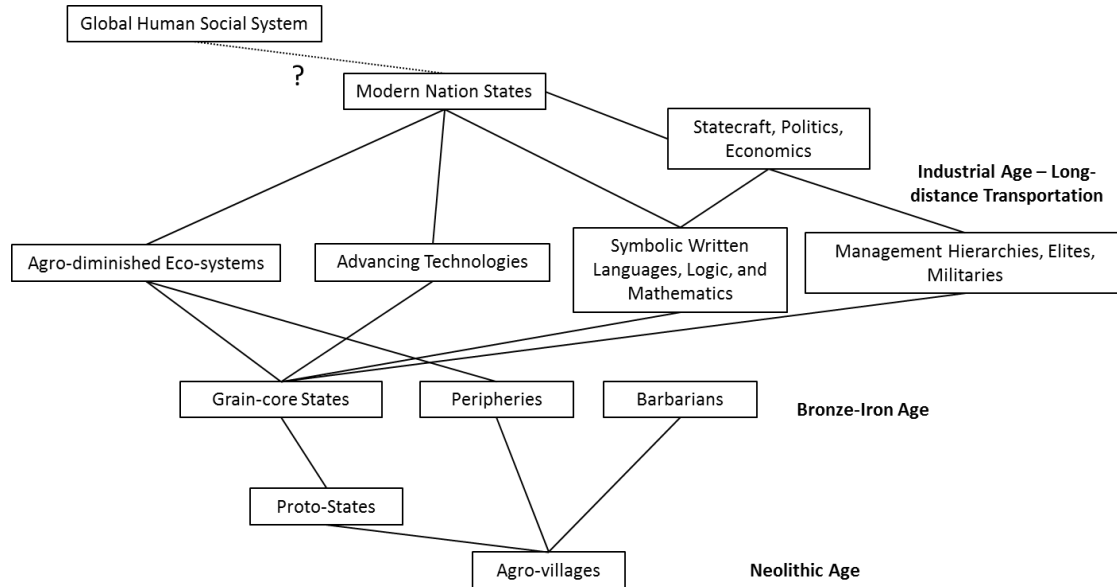 Global Human Social System
?
Modern Nation States
Statecraft, Politics,
Economics
Industrial Age – Long-
distance Transportation
Agro-diminished Eco-systems
Advancing Technologies
Symbolic Written
Languages, Logic, and
Mathematics
Management Hierarchies, Elites,
Militaries
Grain-core States
Peripheries
Barbarians
Bronze-Iron Age
Proto-States
Agro-villages
Neolithic Age